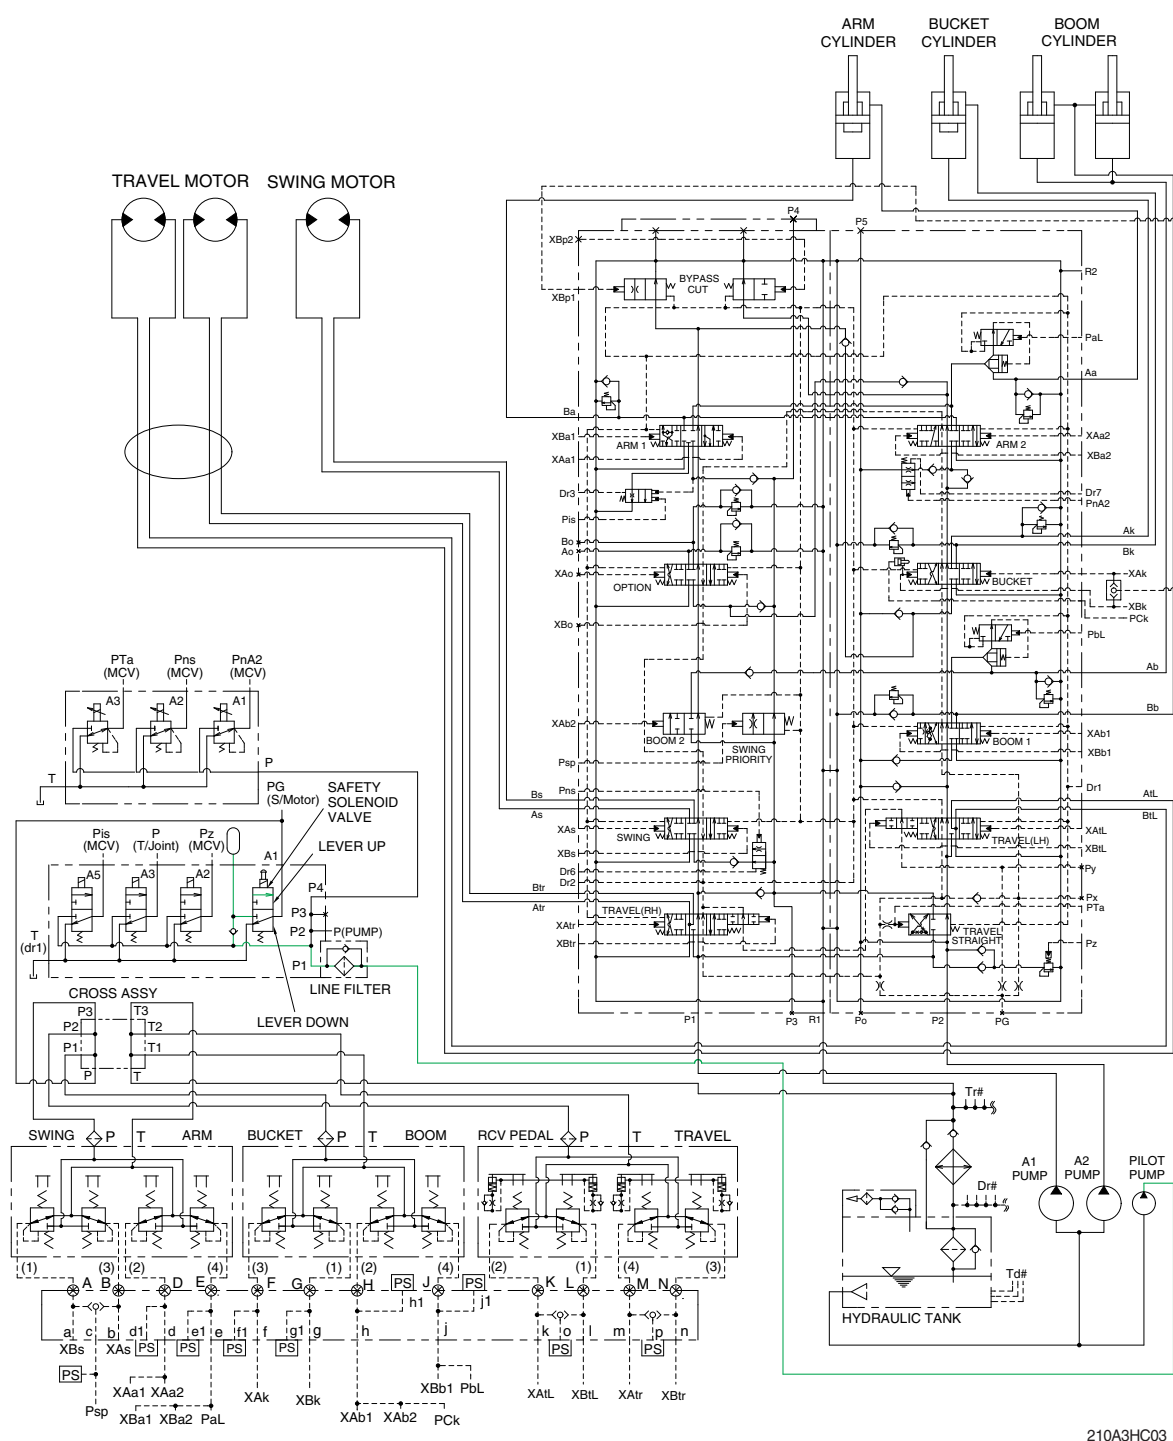 ARM
CYLINDER
BUCKET
CYLINDER
BOOM
CYLINDER
TRAVEL MOTOR
SWING MOTOR
P4
P5
XBp2
XBp1
BYPASS
CUT
R2
PaL
Aa
Ba
XBa1
ARM 1
XAa1
ARM 2
XAa2
XBa2
Dr3
Pis
Dr7
PnA2
Bo
Ao
XAo
OPTION
XBo
Ak
Bk
BUCKET
XAk
XBk
PCk
PbL
Ab
Bb
XAb2
BOOM 2
SWING
PRIORITY
Psp
BOOM 1
XAb1
XBb1
Dr1
Pns
Bs
As
XAs
SWING
XBs
Dr6
Dr2
AtL
BtL
XAtL
TRAVEL(LH)
XBtL
Py
Px
PTa
Btr
Atr
TRAVEL(RH)
XAtr
XBtr
TRAVEL
STRAIGHT
Pz
P1
P3
R1
Po
P2
PG
PTa
(MCV)
Pns
(MCV)
PnA2
(MCV)
A3
A2
A1
T
P
PG
(S/Motor)
SAFETY
SOLENOID
VALVE
LEVER UP
Pis
(MCV)
P
(T/Joint)
Pz
(MCV)
A1
A5
A3
A2
P4
P3
P2
P(PUMP)
P1
T
(dr1)
LINE FILTER
LEVER DOWN
CROSS ASSY
P3
T3
P2
T2
P1
T1
P
T
SWING
P
T
ARM
BUCKET
P
T
BOOM
RCV PEDAL
P
T
TRAVEL
(1)
(3)
(2)
(4)
(3)
(1)
(2)
(4)
(2)
(1)
(4)
(3)
A
B
D
E
F
G
H
PS
J
PS
K
L
M
N
h1
j1
a
c
b
d1
d
e1
e
f1
f
g1
g
h
j
k
o
l
m
p
n
XBs
XAs
PS
PS
PS
PS
PS
PS
PS
Psp
XAa1
XAa2
XBa1
XBa2
PaL
XAk
XBk
XAb1
XAb2
PCk
XBb1
PbL
XAtL
XBtL
XAtr
XBtr
Tr#
A1
PUMP
A2
PUMP
PILOT
PUMP
Dr#
Td#
HYDRAULIC TANK
210A3HC03